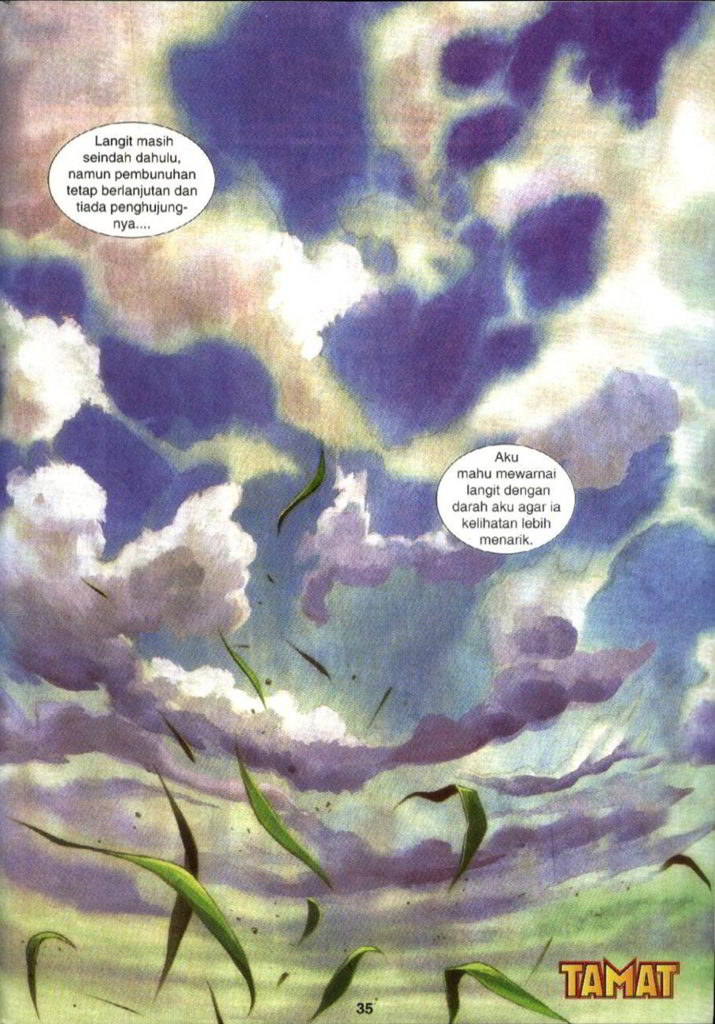 Langit masih
seindah dahulu,
namun pembunuhan
tetap berlanjutan dan
tiada penghujung-
nya....
Aku
mahu mewarnai
langit dengan
darah aku agar ia
kelihatan lebih
menarik.
TAMAT
35